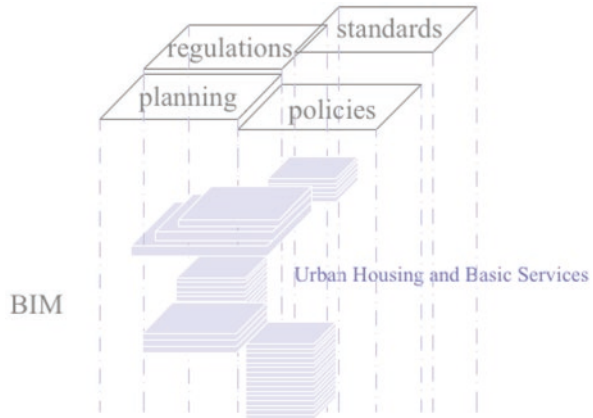 standards
regulations
planning
policies
Urban Housing and Basic Services
BIM